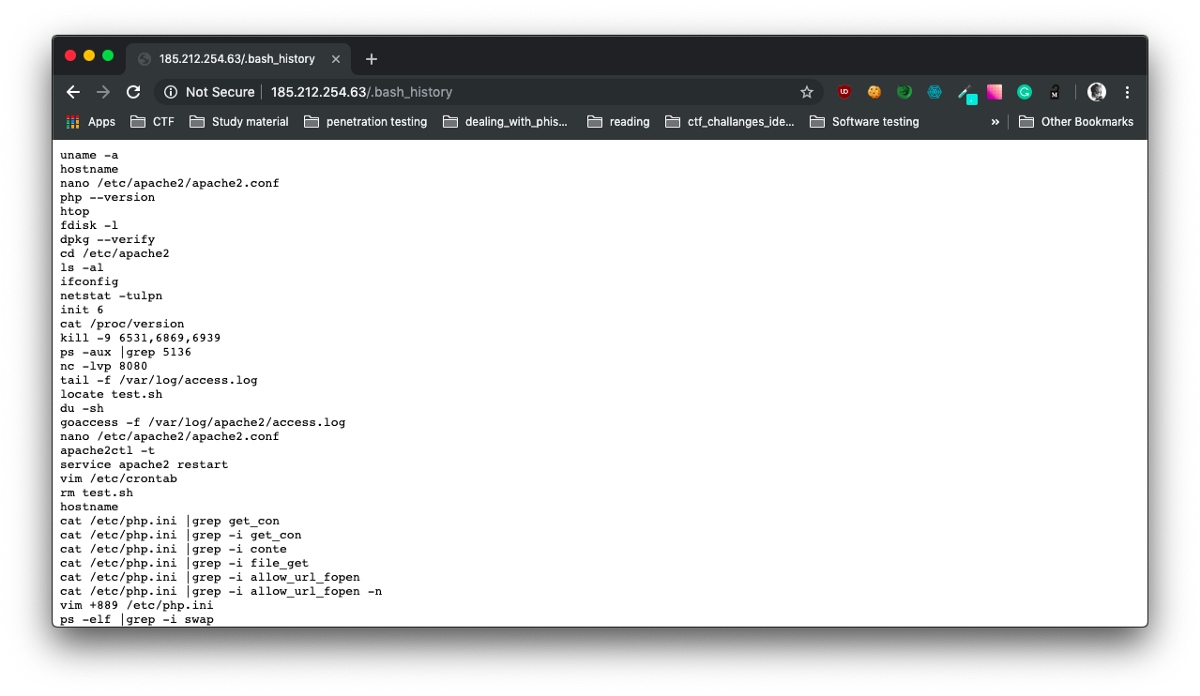 185.212.254.63/.bash_history
Not Secure 185.212.254.63/.bash_history
Apps CTF Study material penetration testing dealing_with_phis... reading ctf_challanges_ide... Software testing » Other Bookmarks
uname -a
hostname
nano /etc/apache2/apache2.conf
php --version
htop
fdisk -l
dpkg --verify
cd /etc/apache2
ls -al
ifconfig
netstat -tulpn
init 6
cat /proc/version
kill -9 6531,6869,6939
ps -aux |grep 5136
nc -lvp 8080
tail -f /var/log/access.log
locate test.sh
du -sh
goaccess -f /var/log/apache2/access.log
nano /etc/apache2/apache2.conf
apache2ctl -t
service apache2 restart
vim /etc/crontab
rm test.sh
hostname
cat /etc/php.ini |grep get_con
cat /etc/php.ini |grep -i get_con
cat /etc/php.ini |grep -i conte
cat /etc/php.ini |grep -i file_get
cat /etc/php.ini |grep -i allow_url_fopen
cat /etc/php.ini |grep -i allow_url_fopen -n
vim +889 /etc/php.ini
ps -elf |grep -i swap